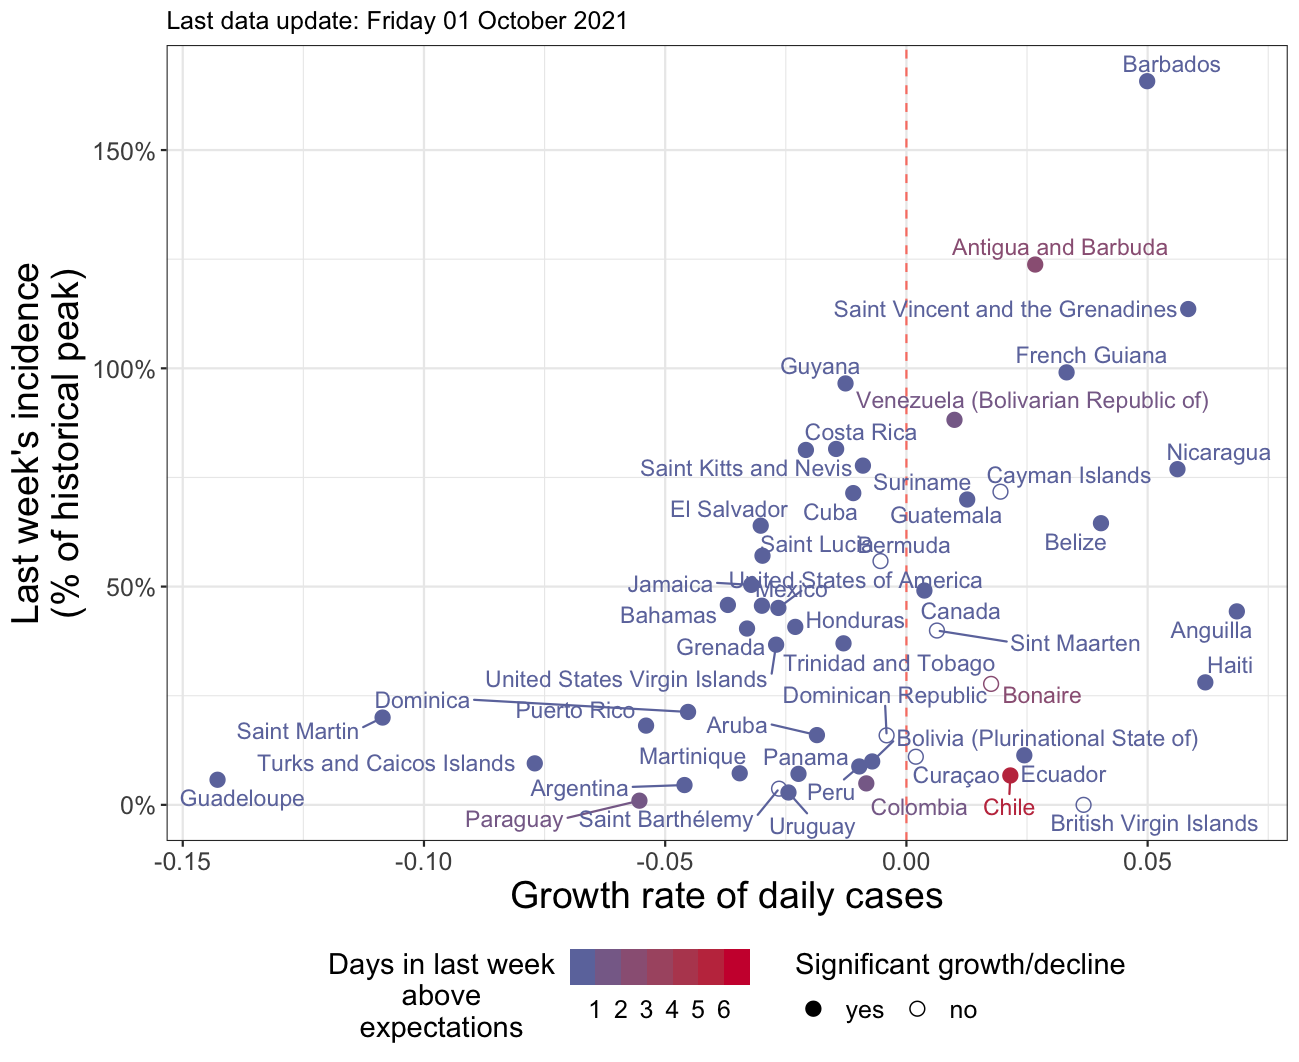 Last data update: Friday 01 October 2021
Last week's incidence
(% of historical peak)
150%
100%
50%
0%
Barbados
Antigua and Barbuda
Saint Vincent and the Grenadines
French Guiana
Guyana
Venezuela (Bolivarian Republic of)
Costa Rica
Nicaragua
Saint Kitts and Nevis
Cayman Islands
Suriname
El Salvador
Cuba
Guatemala
Belize
Saint Lucia
Bermuda
United States of America
Jamaica
Mexico
Canada
Bahamas
Honduras
Anguilla
Grenada
Sint Maarten
Trinidad and Tobago
Haiti
United States Virgin Islands
Dominican Republic
Bonaire
Dominica
Puerto Rico
Saint Martin
Aruba
Bolivia (Plurinational State of)
Martinique
Panama
Turks and Caicos Islands
Curaçao
Ecuador
Argentina
Peru
Guadeloupe
Colombia
Chile
Paraguay
Saint Barthélemy
Uruguay
British Virgin Islands
-0.15
-0.10
-0.05
0.00
0.05
Growth rate of daily cases
Days in last week
above
expectations
1 2 3 4 5 6
Significant growth/decline
yes
no